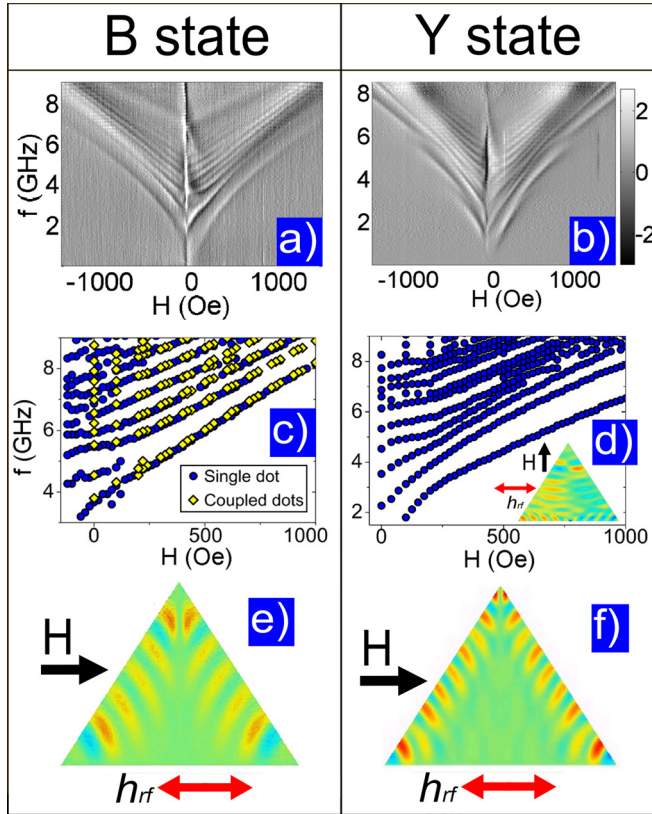 B state
Y state
f (GHz)
8
6
4
2
-1000
0
1000
H (Oe)
a)
8
6
4
2
-1000
0
1000
H (Oe)
b)
2
0
-2
f (GHz)
8
6
4
0
500
1000
H (Oe)
c)
Single dot
Coupled dots
8
6
4
2
0
500
1000
H (Oe)
d)
H
hrf
e)
H
hrf
f)
H
hrf